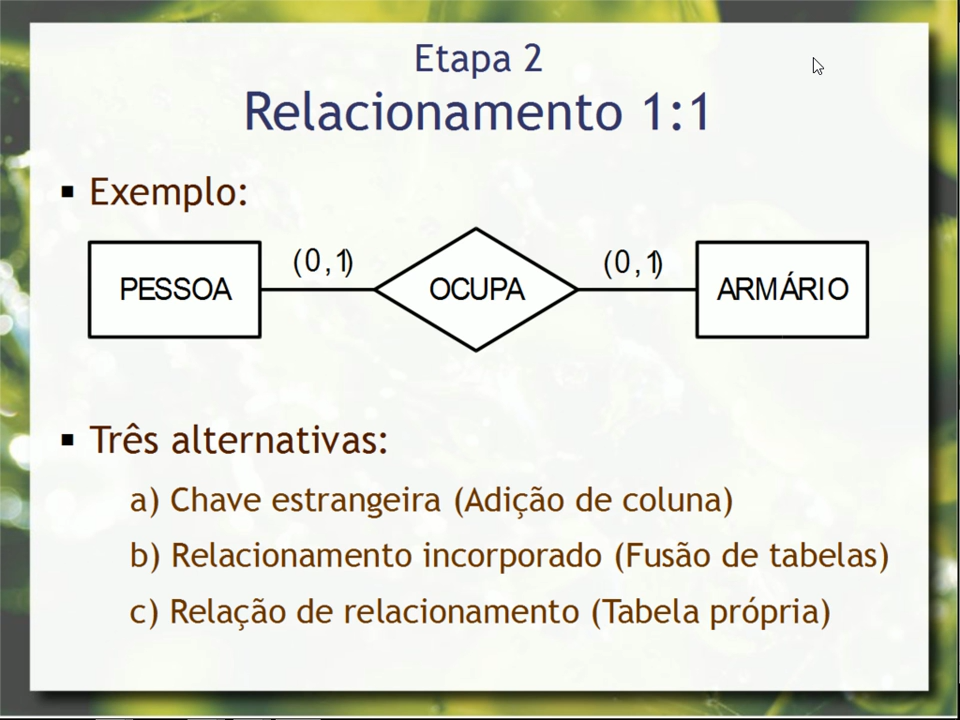 Etapa 2
Relacionamento 1:1
▪ Exemplo:
PESSOA (0,1) OCUPA (0,1) ARMÁRIO
▪ Três alternativas:
a) Chave estrangeira (Adição de coluna)
b) Relacionamento incorporado (Fusão de tabelas)
c) Relação de relacionamento (Tabela própria)